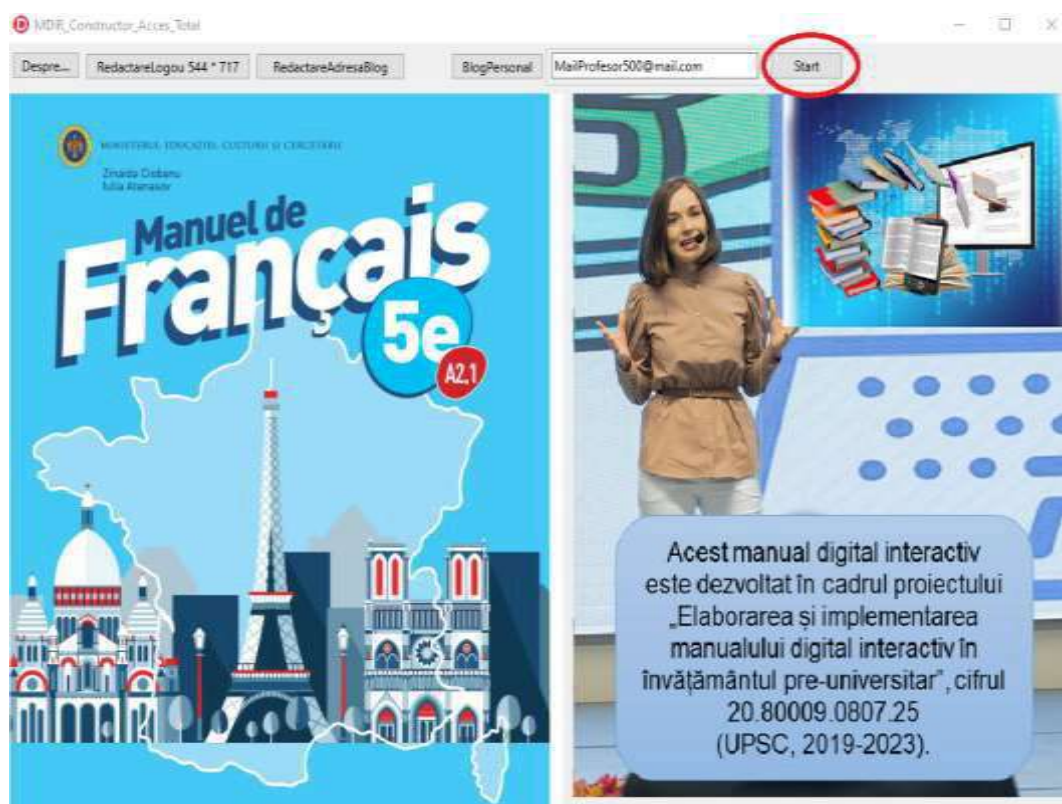 MDIR_Constructor_Acces_Total
Despre...
RedactareLogou 544 * 717
RedactareAdresaBlog
BlogPersonal
MailProfesor500@mail.com
Start
MINISTERUL EDUCAȚIEI, CULTURII ȘI CERCETĂRII
Zinaida Ciobanu
Iulia Atanasov
Manuel de
Français
5e
A2.1
Acest manual digital interactiv
este dezvoltat în cadrul proiectului
„Elaborarea și implementarea
manualului digital interactiv în
învățământul pre-universitar”, cifrul
20.80009.0807.25
(UPSC, 2019-2023).